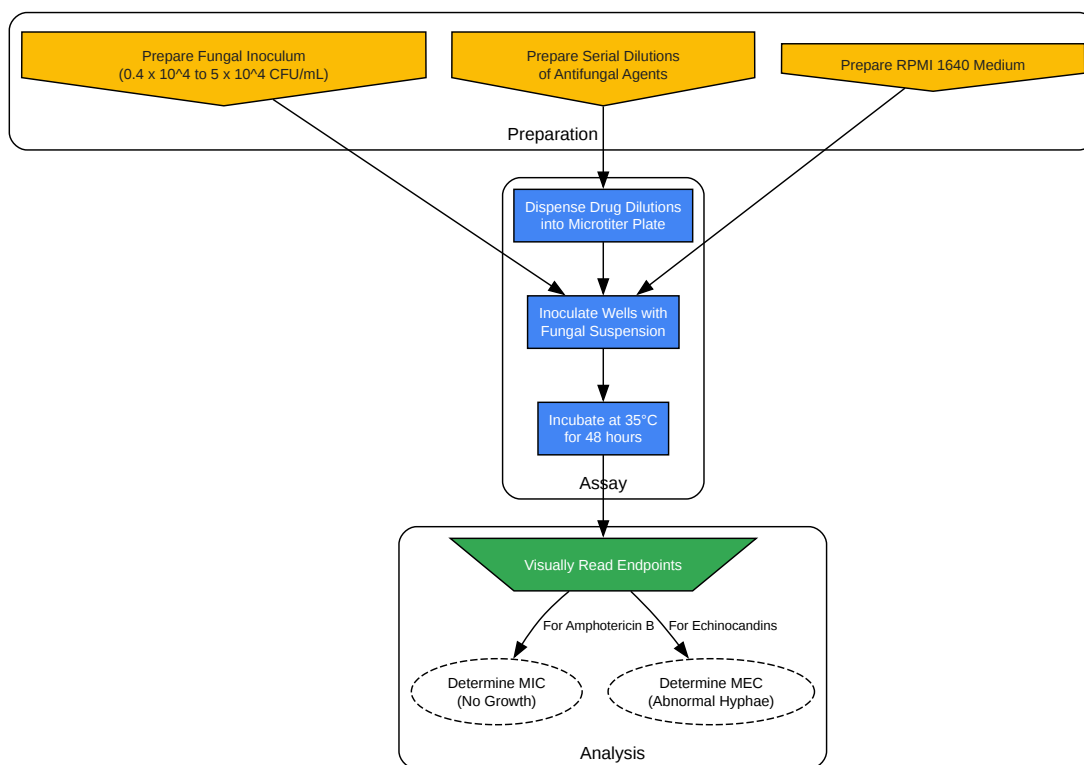 Prepare Fungal Inoculum
(0.4 x 10^4 to 5 x 10^4 CFU/mL)
Prepare Serial Dilutions
of Antifungal Agents
Prepare RPMI 1640 Medium
Preparation
Dispense Drug Dilutions
into Microtiter Plate
Inoculate Wells with
Fungal Suspension
Incubate at 35°C
for 48 hours
Assay
Visually Read Endpoints
For Amphotericin B
For Echinocandins
Determine MIC
(No Growth)
Determine MEC
(Abnormal Hyphae)
Analysis